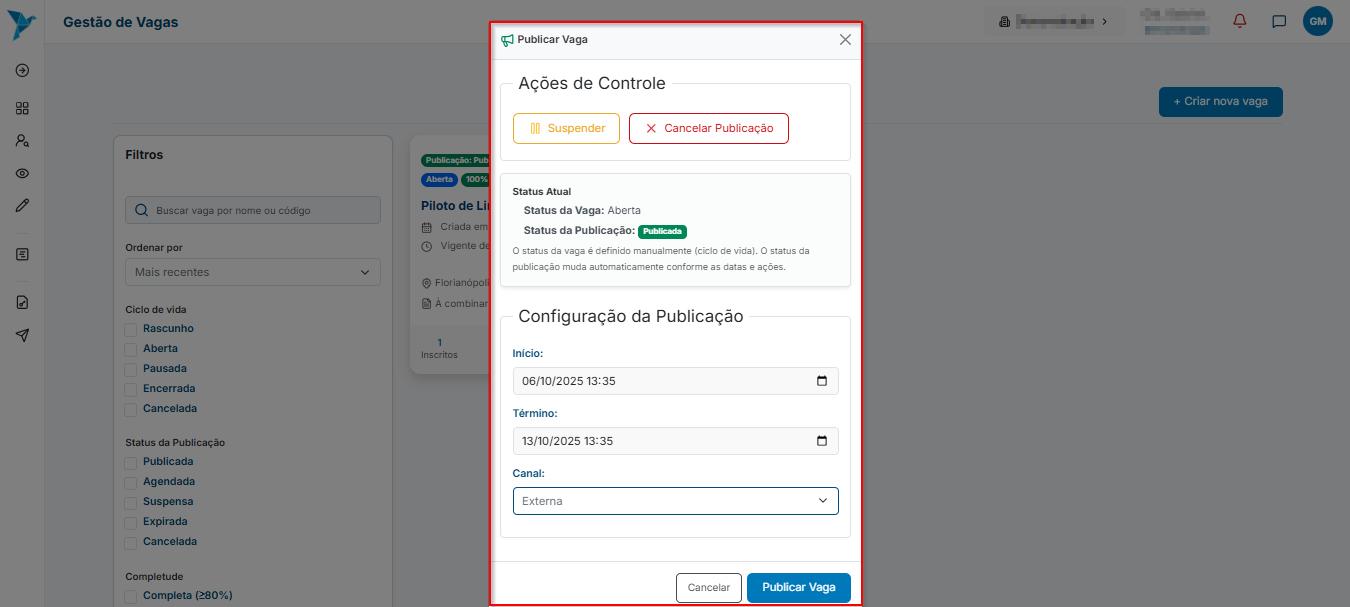 Gestão de Vagas
GM
+ Criar nova vaga
Filtros
Buscar vaga por nome ou código
Ordenar por
Mais recentes
Ciclo de vida
Rascunho
Aberta
Pausada
Encerrada
Cancelada
Status da Publicação
Publicada
Agendada
Suspensa
Expirada
Cancelada
Completude
Completa (≥80%)
Publicação: Pub
Aberta 100%
Piloto de Li
Criada em
Vigente de
Florianópoli
À combinar
1
Inscritos
Publicar Vaga
Ações de Controle
Suspender
Cancelar Publicação
Status Atual
Status da Vaga: Aberta
Status da Publicação: Publicada
O status da vaga é definido manualmente (ciclo de vida). O status da
publicação muda automaticamente conforme as datas e ações.
Configuração da Publicação
Início:
06/10/2025 13:35
Término:
13/10/2025 13:35
Canal:
Externa
Cancelar
Publicar Vaga